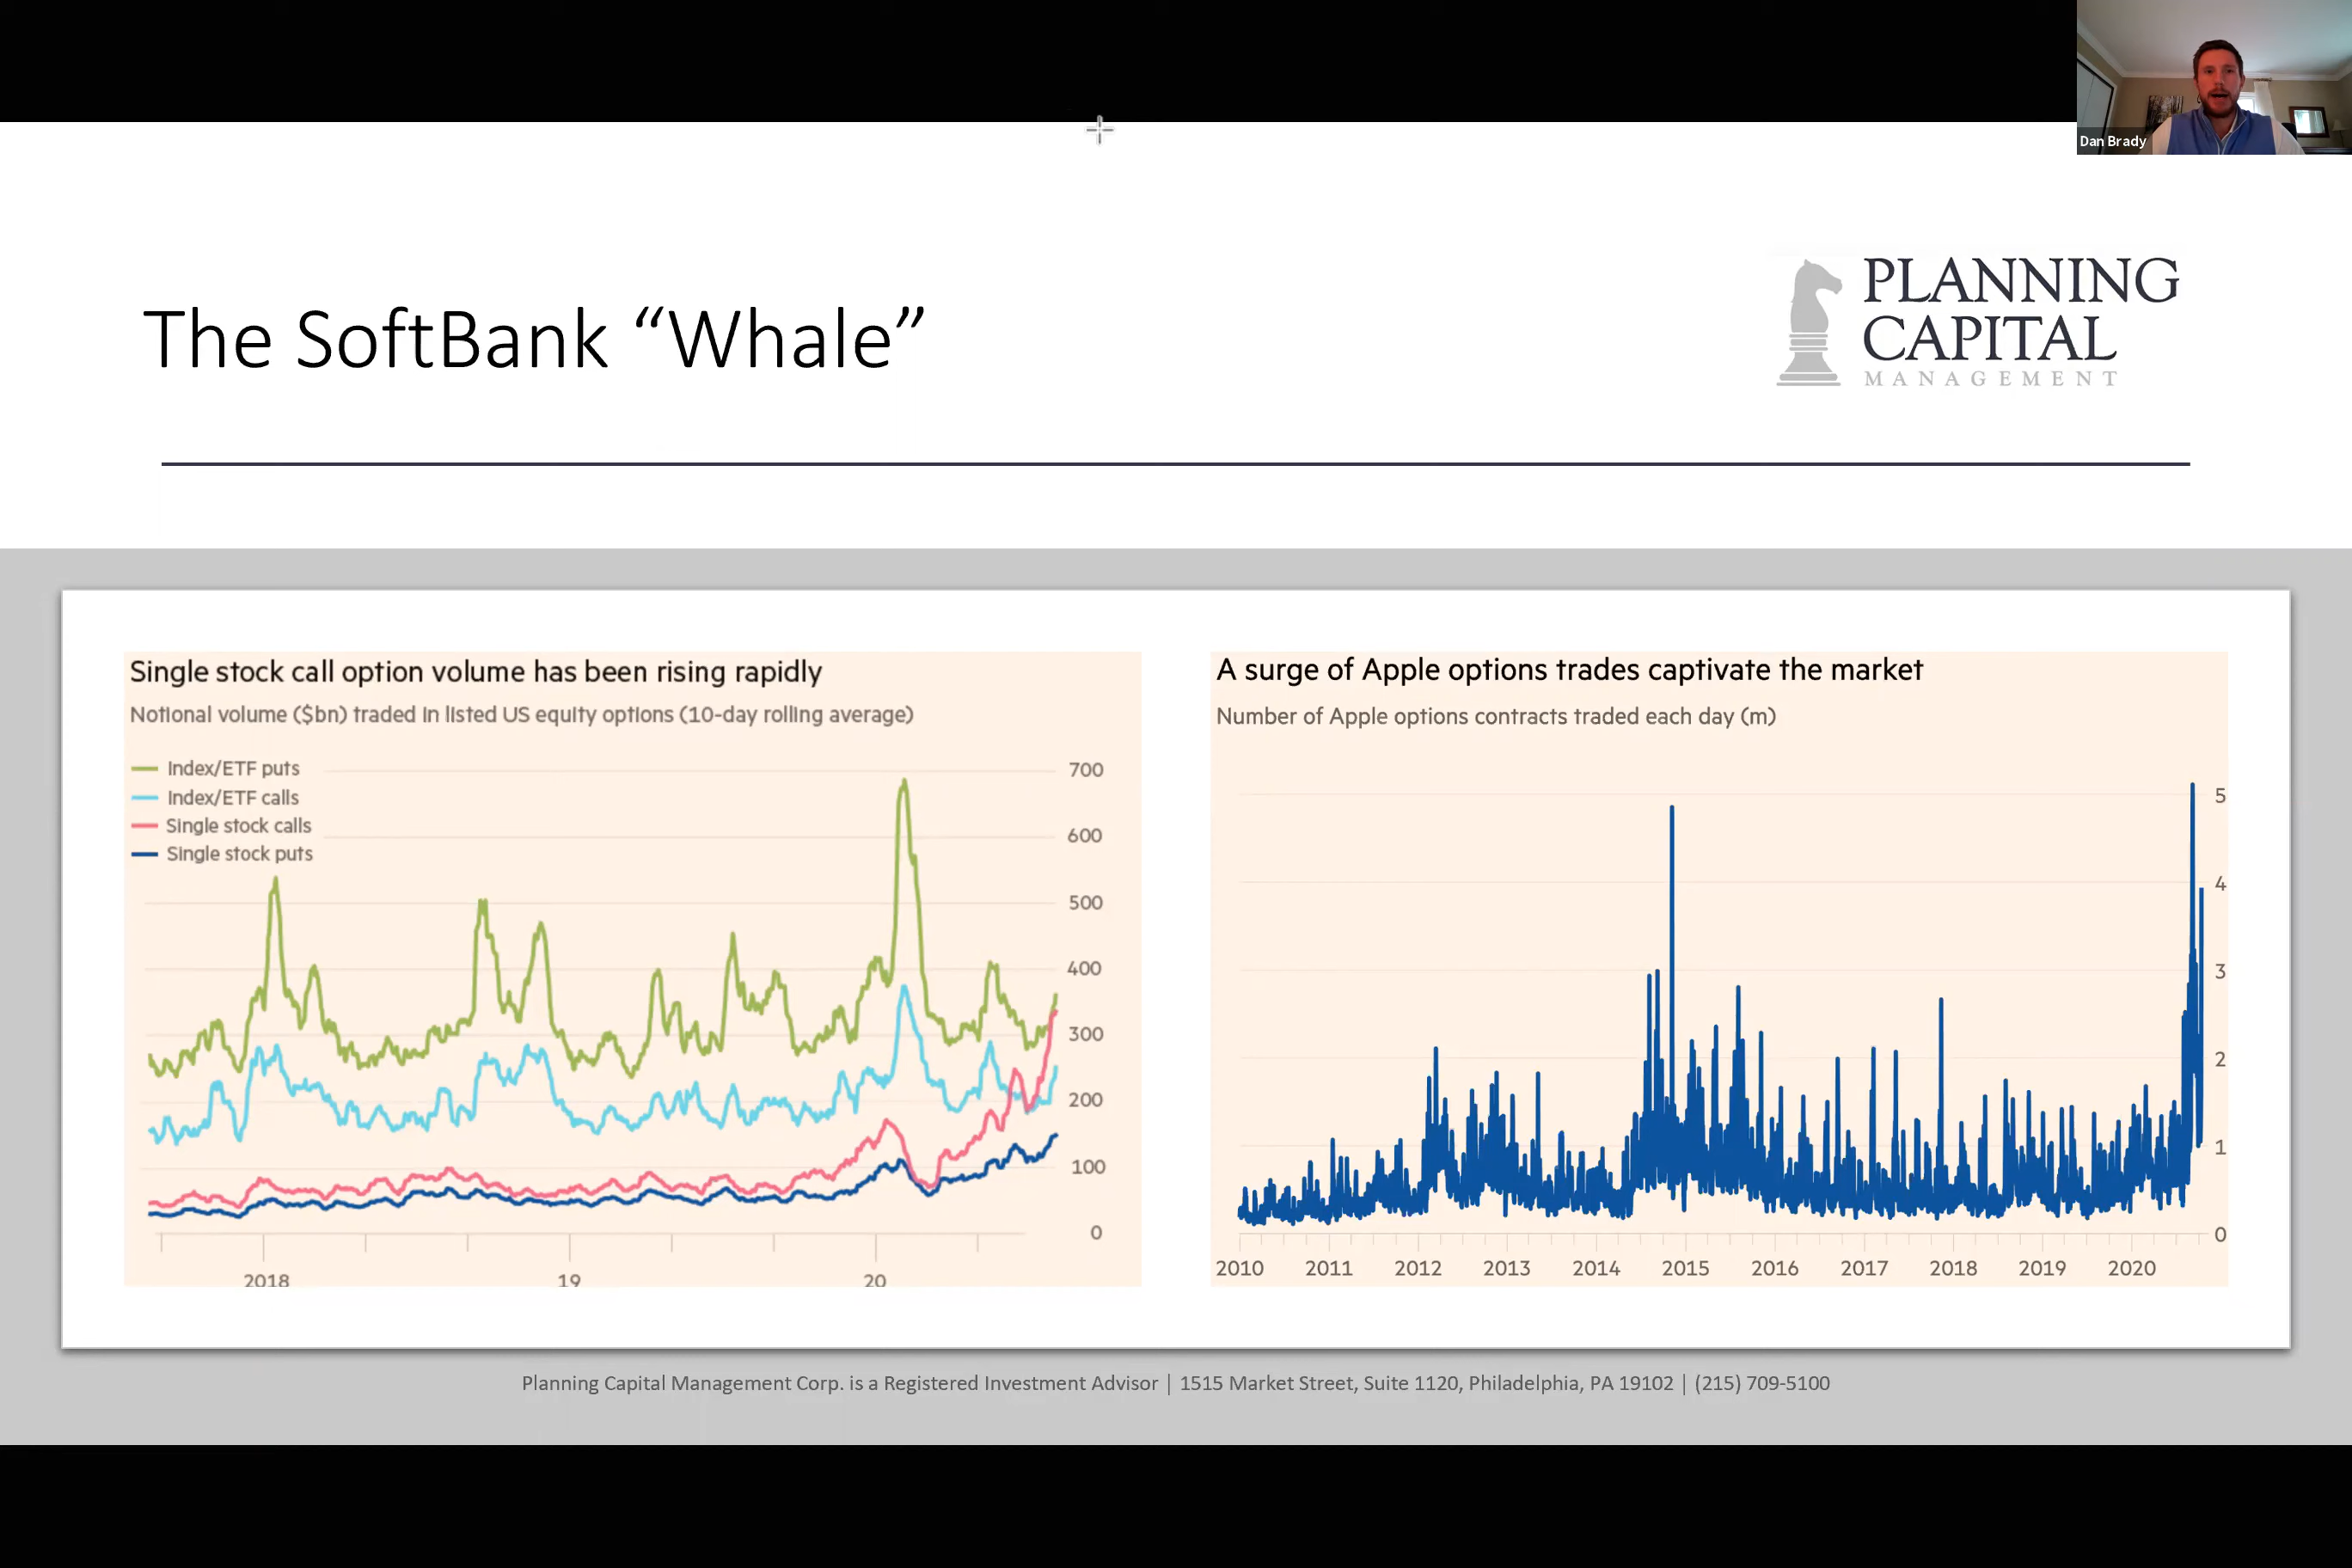 Dan Brady
The SoftBank “Whale”
PLANNING
CAPITAL
MANAGEMENT
Single stock call option volume has been rising rapidly
Notional volume ($bn) traded in listed US equity options (10-day rolling average)
Index/ETF puts
Index/ETF calls
Single stock calls
Single stock puts
700
600
500
400
300
200
100
0
2018 19 20
A surge of Apple options trades captivate the market
Number of Apple options contracts traded each day (m)
5
4
3
2
1
0
2010 2011 2012 2013 2014 2015 2016 2017 2018 2019 2020
Planning Capital Management Corp. is a Registered Investment Advisor | 1515 Market Street, Suite 1120, Philadelphia, PA 19102 | (215) 709-5100